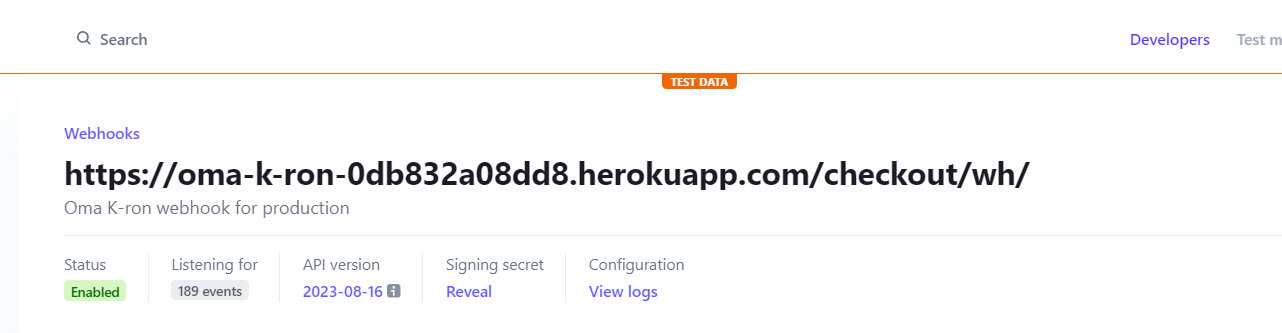 Search
Developers
Test m
TEST DATA
Webhooks
https://oma-k-ron-0db832a08dd8.herokuapp.com/checkout/wh/
Oma K-ron webhook for production
Status Listening for API version Signing secret Configuration
Enabled 189 events 2023-08-16 Reveal View logs